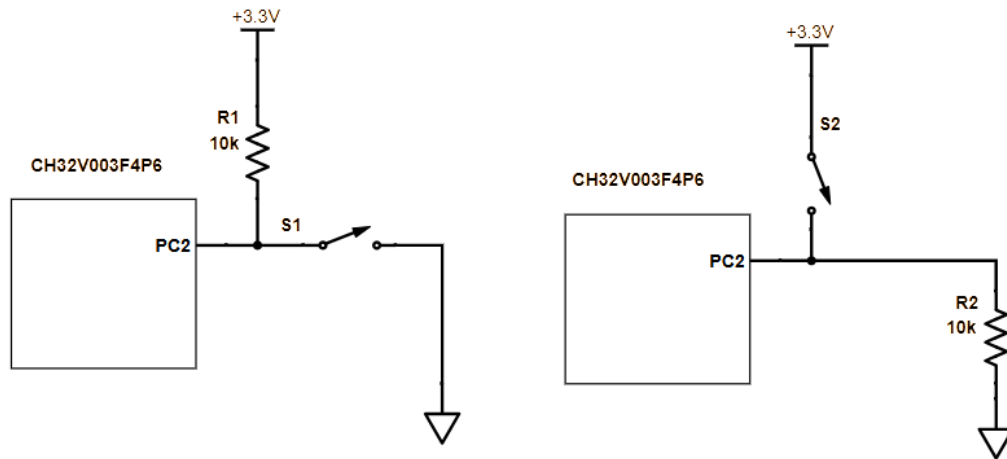 +3.3V
R1
10k
CH32V003F4P6
S1
PC2
+3.3V
S2
CH32V003F4P6
PC2
R2
10k